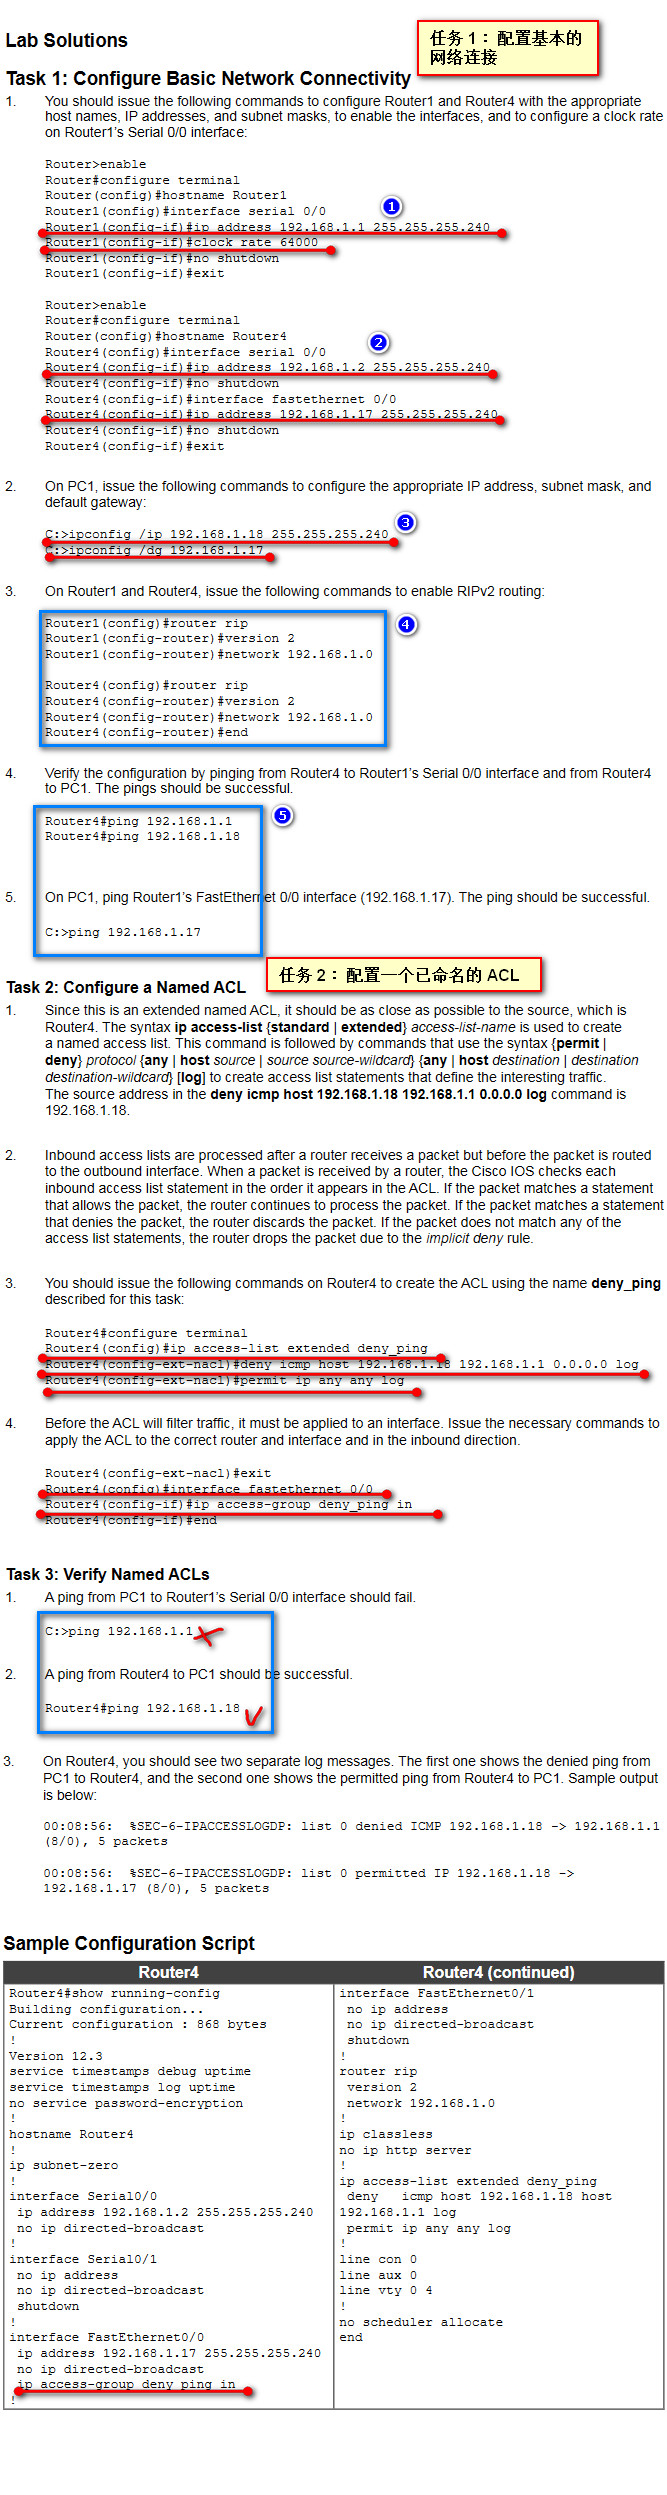 Lab Solutions
任务 1： 配置基本的
网络连接
Task 1: Configure Basic Network Connectivity
1. You should issue the following commands to configure Router1 and Router4 with the appropriate
host names, IP addresses, and subnet masks, to enable the interfaces, and to configure a clock rate
on Router1's Serial 0/0 interface:
Router>enable
Router#configure terminal
Router(config)#hostname Router1
Router1(config)#interface serial 0/0
1
Router1(config-if)#ip address 192.168.1.1 255.255.255.240
Router1(config-if)#clock rate 64000
Router1(config-if)#no shutdown
Router1(config-if)#exit
Router>enable
Router#configure terminal
Router(config)#hostname Router4
2
Router4(config)#interface serial 0/0
Router4(config-if)#ip address 192.168.1.2 255.255.255.240
Router4(config-if)#no shutdown
Router4(config-if)#interface fastethernet 0/0
Router4(config-if)#ip address 192.168.1.17 255.255.255.240
Router4(config-if)#no shutdown
Router4(config-if)#exit
2. On PC1, issue the following commands to configure the appropriate IP address, subnet mask, and
default gateway:
3
C:>ipconfig /ip 192.168.1.18 255.255.255.240
C:>ipconfig /dg 192.168.1.17
3. On Router1 and Router4, issue the following commands to enable RIPv2 routing:
Router1(config)#router rip
4
Router1(config-router)#version 2
Router1(config-router)#network 192.168.1.0
Router4(config)#router rip
Router4(config-router)#version 2
Router4(config-router)#network 192.168.1.0
Router4(config-router)#end
4. Verify the configuration by pinging from Router4 to Router1's Serial 0/0 interface and from Router4
to PC1. The pings should be successful.
5
Router4#ping 192.168.1.1
Router4#ping 192.168.1.18
5. On PC1, ping Router1's FastEthernet 0/0 interface (192.168.1.17). The ping should be successful.
C:>ping 192.168.1.17
任务 2： 配置一个已命名的 ACL
Task 2: Configure a Named ACL
1. Since this is an extended named ACL, it should be as close as possible to the source, which is
Router4. The syntax ip access-list {standard | extended} access-list-name is used to create
a named access list. This command is followed by commands that use the syntax {permit |
deny} protocol {any | host source | source source-wildcard} {any | host destination | destination
destination-wildcard} [log] to create access list statements that define the interesting traffic.
The source address in the deny icmp host 192.168.1.18 192.168.1.1 0.0.0.0 log command is
192.168.1.18.
2. Inbound access lists are processed after a router receives a packet but before the packet is routed
to the outbound interface. When a packet is received by a router, the Cisco IOS checks each
inbound access list statement in the order it appears in the ACL. If the packet matches a statement
that allows the packet, the router continues to process the packet. If the packet matches a statement
that denies the packet, the router discards the packet. If the packet does not match any of the
access list statements, the router drops the packet due to the implicit deny rule.
3. You should issue the following commands on Router4 to create the ACL using the name deny_ping
described for this task:
Router4#configure terminal
Router4(config)#ip access-list extended deny_ping
Router4(config-ext-nacl)#deny icmp host 192.168.1.18 192.168.1.1 0.0.0.0 log
Router4(config-ext-nacl)#permit ip any any log
4. Before the ACL will filter traffic, it must be applied to an interface. Issue the necessary commands to
apply the ACL to the correct router and interface and in the inbound direction.
Router4(config-ext-nacl)#exit
Router4(config)#interface fastethernet 0/0
Router4(config-if)#ip access-group deny_ping in
Router4(config-if)#end
Task 3: Verify Named ACLs
1. A ping from PC1 to Router1's Serial 0/0 interface should fail.
C:>ping 192.168.1.1
2. A ping from Router4 to PC1 should be successful.
Router4#ping 192.168.1.18
3. On Router4, you should see two separate log messages. The first one shows the denied ping from
PC1 to Router4, and the second one shows the permitted ping from Router4 to PC1. Sample output
is below:
00:08:56: %SEC-6-IPACCESSLOGDP: list 0 denied ICMP 192.168.1.18 -> 192.168.1.1
(8/0), 5 packets
00:08:56: %SEC-6-IPACCESSLOGDP: list 0 permitted IP 192.168.1.18 ->
192.168.1.17 (8/0), 5 packets
Sample Configuration Script
Router4
Router4#show running-config
Building configuration...
Current configuration : 868 bytes
!
Version 12.3
service timestamps debug uptime
service timestamps log uptime
no service password-encryption
!
hostname Router4
!
ip subnet-zero
!
interface Serial0/0
ip address 192.168.1.2 255.255.255.240
no ip directed-broadcast
!
interface Serial0/1
no ip address
no ip directed-broadcast
shutdown
!
interface FastEthernet0/0
ip address 192.168.1.17 255.255.255.240
no ip directed-broadcast
ip access-group deny_ping in
!
Router4 (continued)
interface FastEthernet0/1
no ip address
no ip directed-broadcast
shutdown
!
router rip
version 2
network 192.168.1.0
!
ip classless
no ip http server
!
ip access-list extended deny_ping
deny icmp host 192.168.1.18 host
192.168.1.1 log
permit ip any any log
!
line con 0
line aux 0
line vty 0 4
!
no scheduler allocate
end